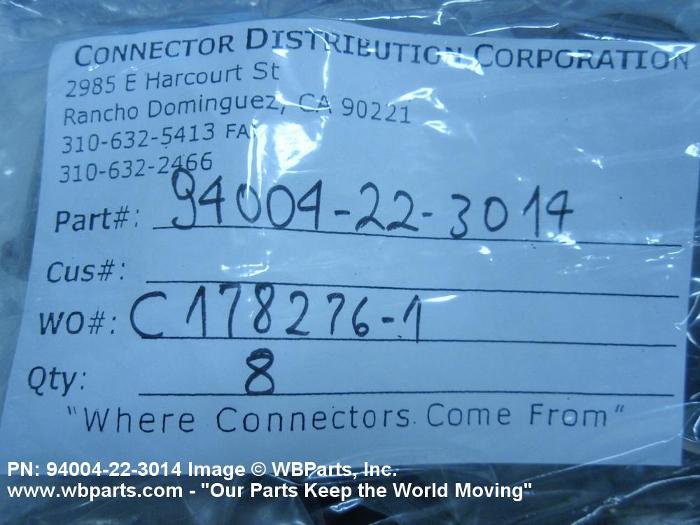 CONNECTOR DISTRIBUTION CORPORATION
2985 E Harcourt St
Rancho Dominguez, CA 90221
310-632-5413 FAX
310-632-2466
Part#: 94004-22-3014
Cus#:
WO#: C178276-1
Qty: 8
"Where Connectors Come From"
PN: 94004-22-3014 Image © WBParts, Inc.
www.wbparts.com - "Our Parts Keep the World Moving"